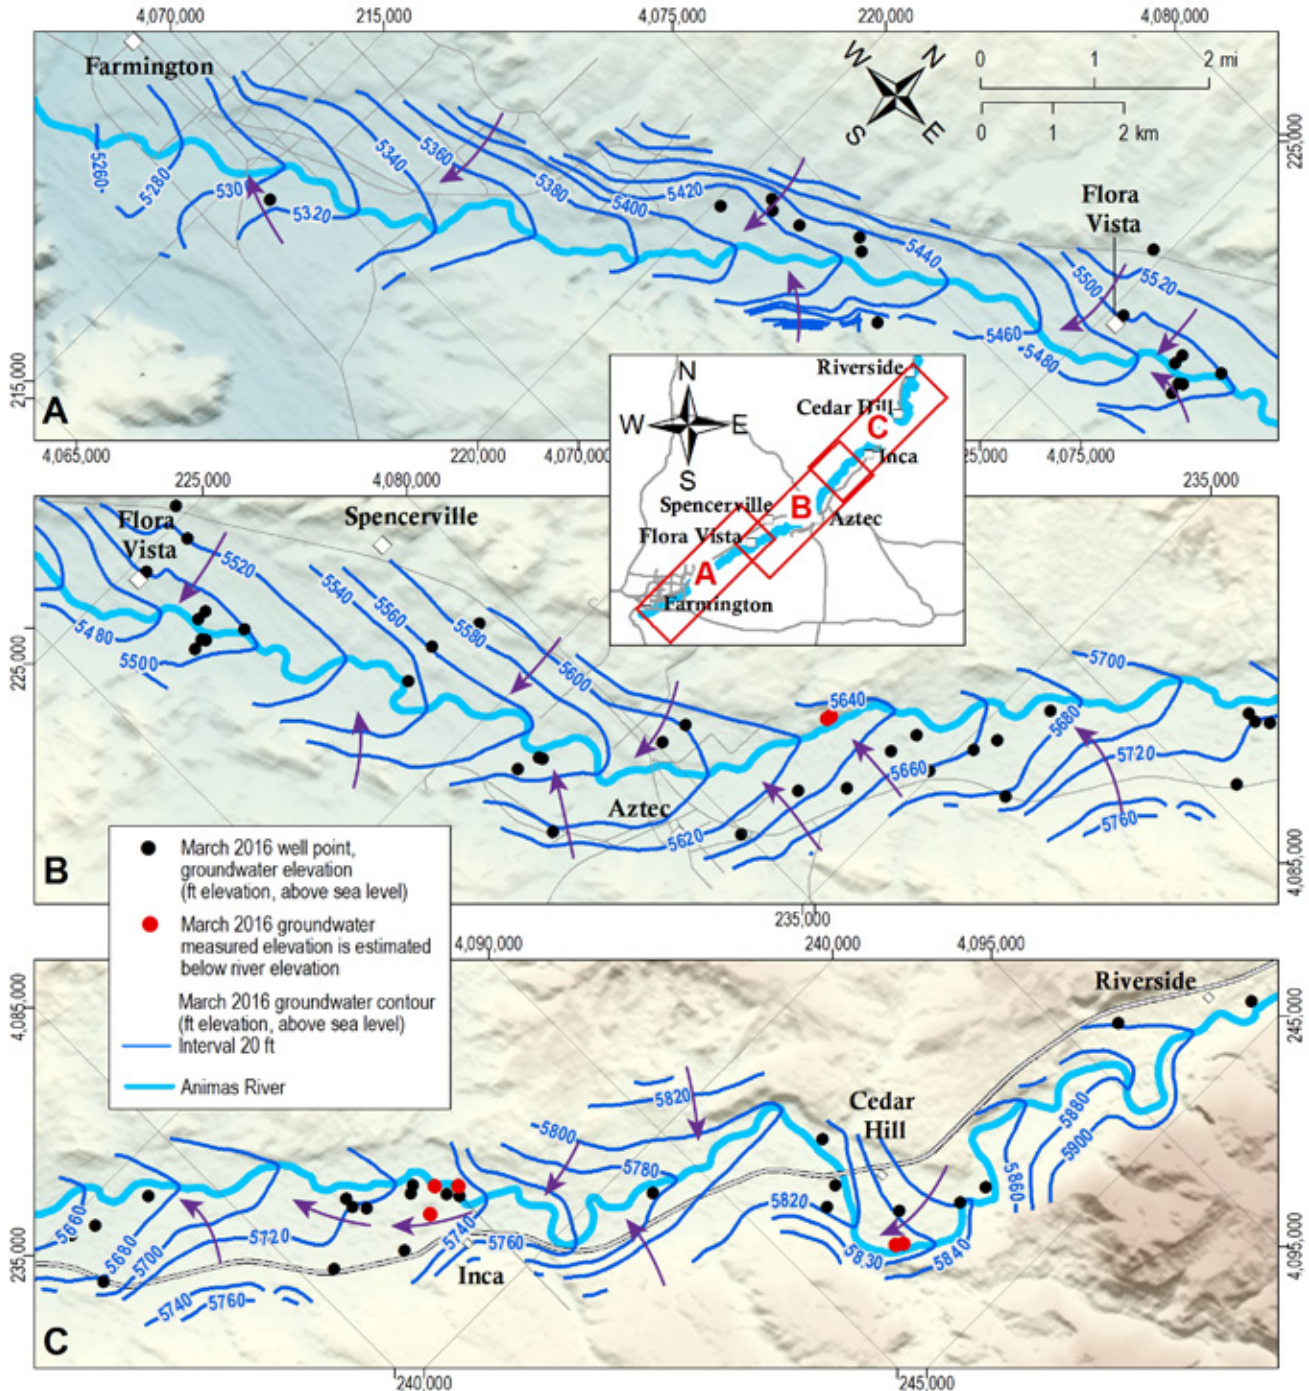 4,070,000
215,000
4,075,000
220,000
4,080,000
Farmington
N
W
E
S
0
1
2 mi
0
1
2 km
225,000
5260
5280
530
5320
5340
5360
5380
5400
5420
5440
5460
5480
5500
5520
Flora
Vista
215,000
A
4,065,000
220,000
4,070,000
25,000
4,075,000
225,000
4,080,000
235,000
Riverside
Cedar Hill
C
Inca
N
W
E
S
Spencerville
B
Aztec
Flora Vista
A
Farmington
Flora
Vista
Spencerville
5480
5500
5520
5540
5560
5580
5600
5620
5640
5660
5680
5700
5720
5760
225,000
Aztec
B
4,085,000
235,000
March 2016 well point,
groundwater elevation
(ft elevation, above sea level)
March 2016 groundwater
measured elevation is estimated
below river elevation
March 2016 groundwater contour
(ft elevation, above sea level)
Interval 20 ft
Animas River
4,090,000
240,000
4,095,000
4,085,000
245,000
Riverside
Cedar
Hill
5660
5680
5700
5720
5740
5760
5740
5760
5780
5800
5820
5820
5830
5840
5860
5880
5900
Inca
235,000
4,095,000
C
240,000
245,000